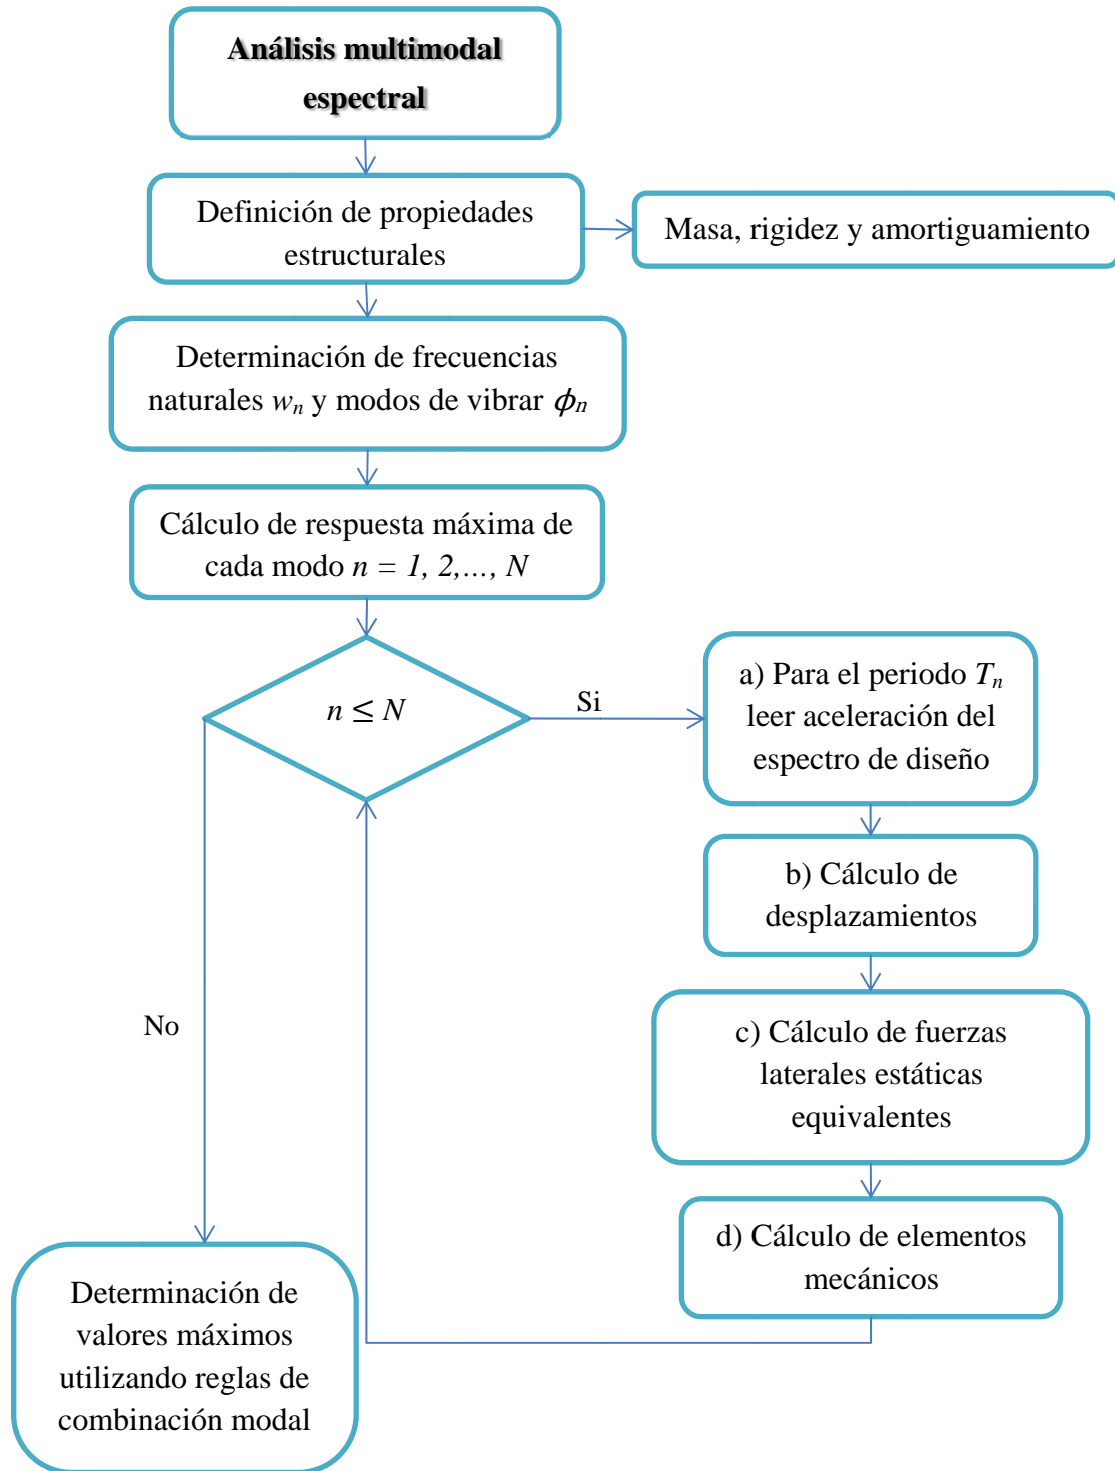 Análisis multimodal
espectral
Definición de propiedades
estructurales
Masa, rigidez y amortiguamiento
Determinación de frecuencias
naturales wₙ y modos de vibrar ϕₙ
Cálculo de respuesta máxima de
cada modo n = 1, 2,..., N
n ≤ N
Si
a) Para el periodo Tₙ
leer aceleración del
espectro de diseño
b) Cálculo de
desplazamientos
c) Cálculo de fuerzas
laterales estáticas
equivalentes
d) Cálculo de elementos
mecánicos
No
Determinación de
valores máximos
utilizando reglas de
combinación modal